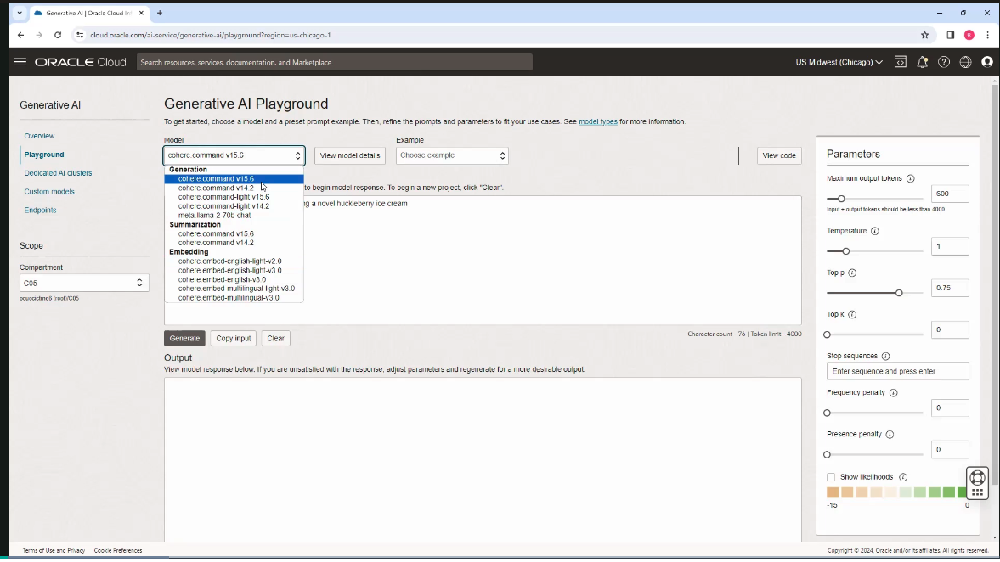 Generative AI | Oracle Cloud In
cloud.oracle.com/ai-service/generative-ai/playground?region=us-chicago-1
R
ORACLE Cloud
Search resources, services, documentation, and Marketplace
US Midwest (Chicago)
Generative AI
Overview
Playground
Dedicated AI clusters
Custom models
Endpoints
Scope
Compartment
C05
ocuocictrng6 (root)/C05
Generative AI Playground
To get started, choose a model and a preset prompt example. Then, refine the prompts and parameters to fit your use cases. See model types for more information.
Model
Example
cohere.command v15.6
View model details
Choose example
View code
Generation
cohere.command v15.6
cohere.command v14.2
cohere.command-light v15.6
cohere.command-light v14.2
meta.llama-2-70b-chat
Summarization
cohere.command v15.6
cohere.command v14.2
Embedding
cohere.embed-english-light-v2.0
cohere.embed-english-light-v3.0
cohere.embed-english-v3.0
cohere.embed-multilingual-light-v3.0
cohere.embed-multilingual-v3.0
to begin model response. To begin a new project, click "Clear".
g a novel huckleberry ice cream
Generate
Copy input
Clear
Character count - 76 | Token limit - 4000
Output
View model response below. If you are unsatisfied with the response, adjust parameters and regenerate for a more desirable output.
Parameters
Maximum output tokens
600
Input + output tokens should be less than 4000
Temperature
1
Top p
0.75
Top k
0
Stop sequences
Enter sequence and press enter
Frequency penalty
0
Presence penalty
0
Show likelihoods
-15
0
Terms of Use and Privacy
Cookie Preferences
Copyright © 2024, Oracle and/or its affiliates. All rights reserved.